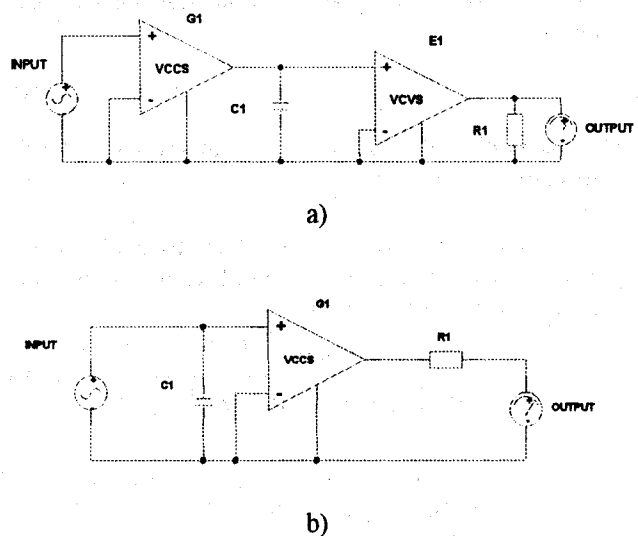 G1
E1
INPUT
+
VCCS
-
C1
+
VCVS
-
R1
OUTPUT
a)
G1
INPUT
C1
+
VCCS
-
R1
OUTPUT
b)